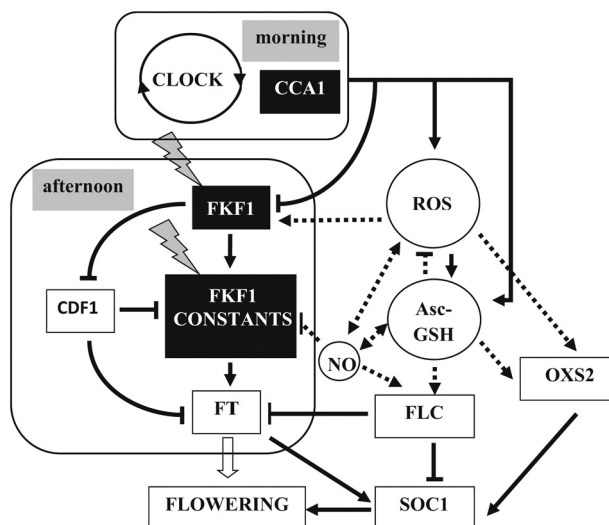 morning
CLOCK
CCA1
afternoon
FKF1
ROS
FKF1
CONSTANTS
CDF1
Asc-
GSH
NO
OXS2
FT
FLC
FLOWERING
SOC1